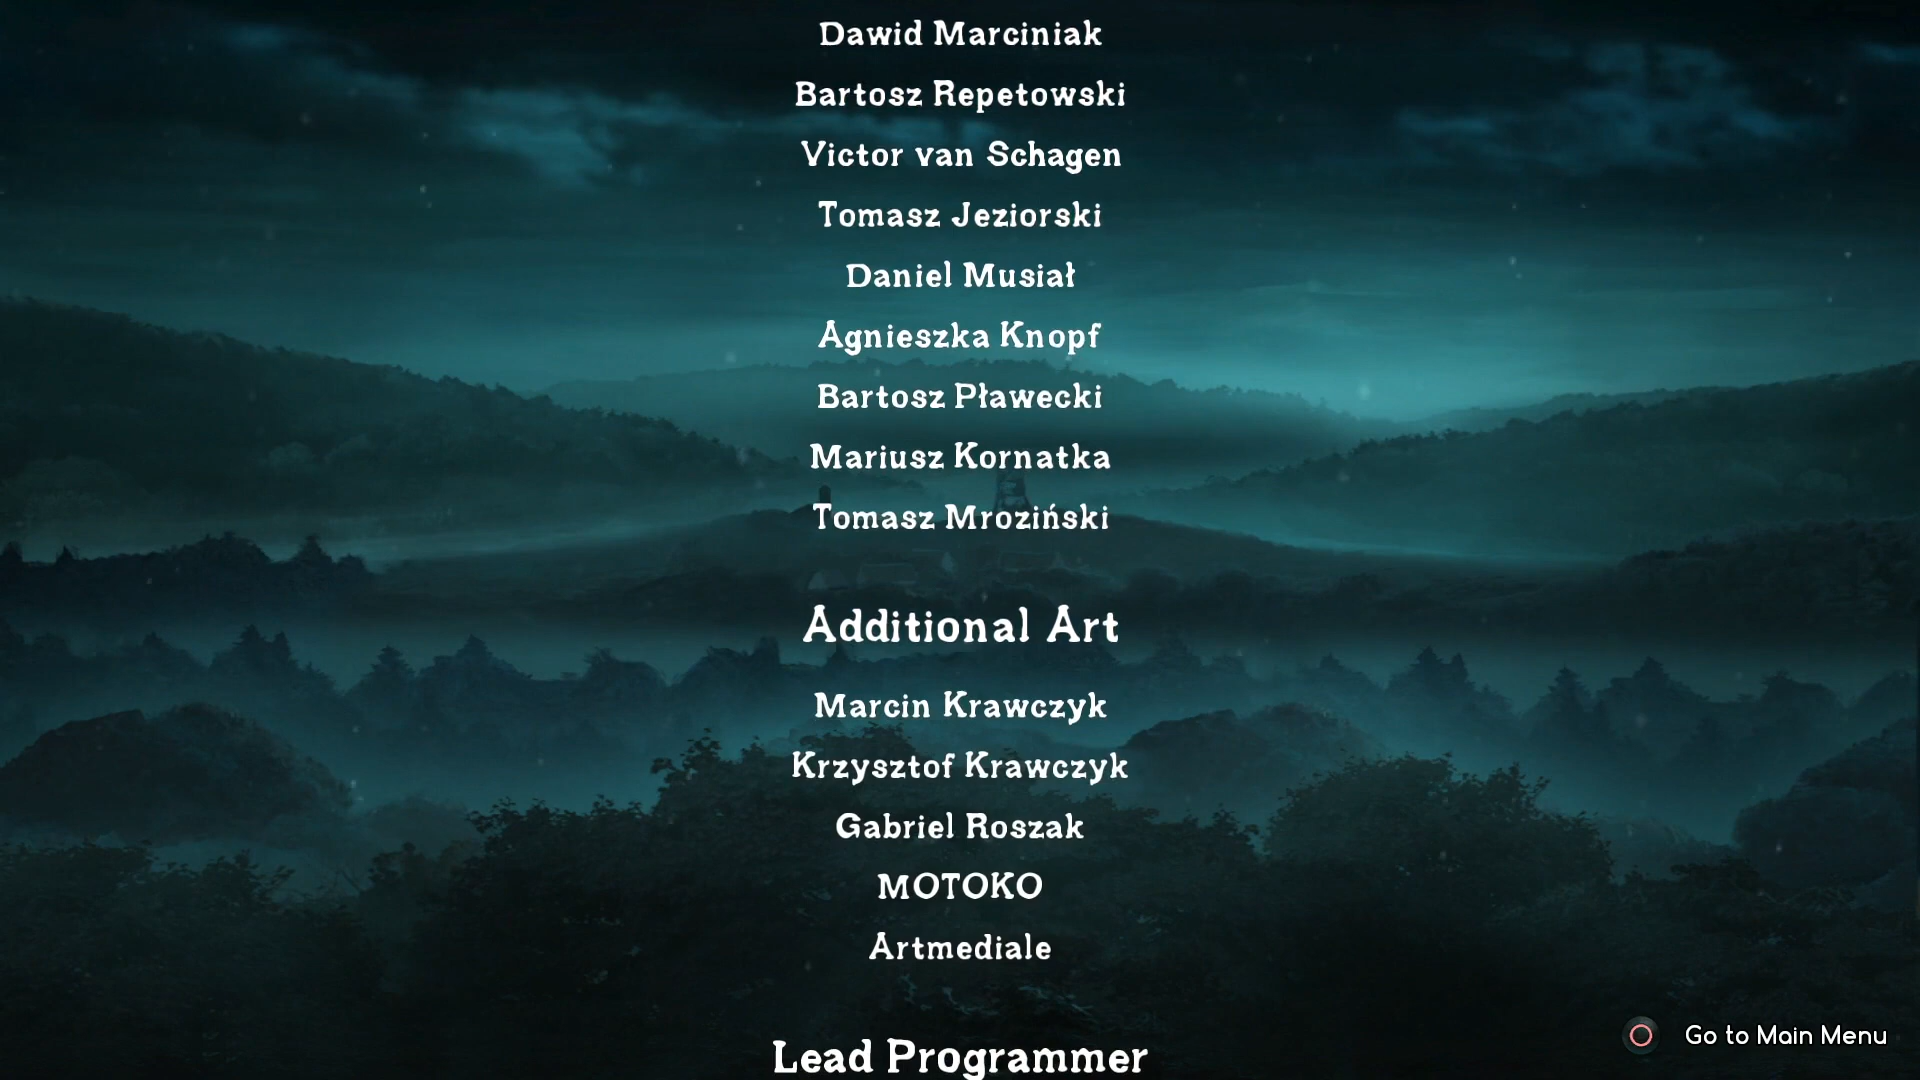 Dawid Marciniak
Bartosz Repetowski
Victor van Schagen
Tomasz Jeziorski
Daniel Musiał
Agnieszka Knopf
Bartosz Pławecki
Mariusz Kornatka
Tomasz Mroziński
Additional Art
Marcin Krawczyk
Krzysztof Krawczyk
Gabriel Roszak
MOTOKO
Artmediale
Lead Programmer
Go to Main Menu